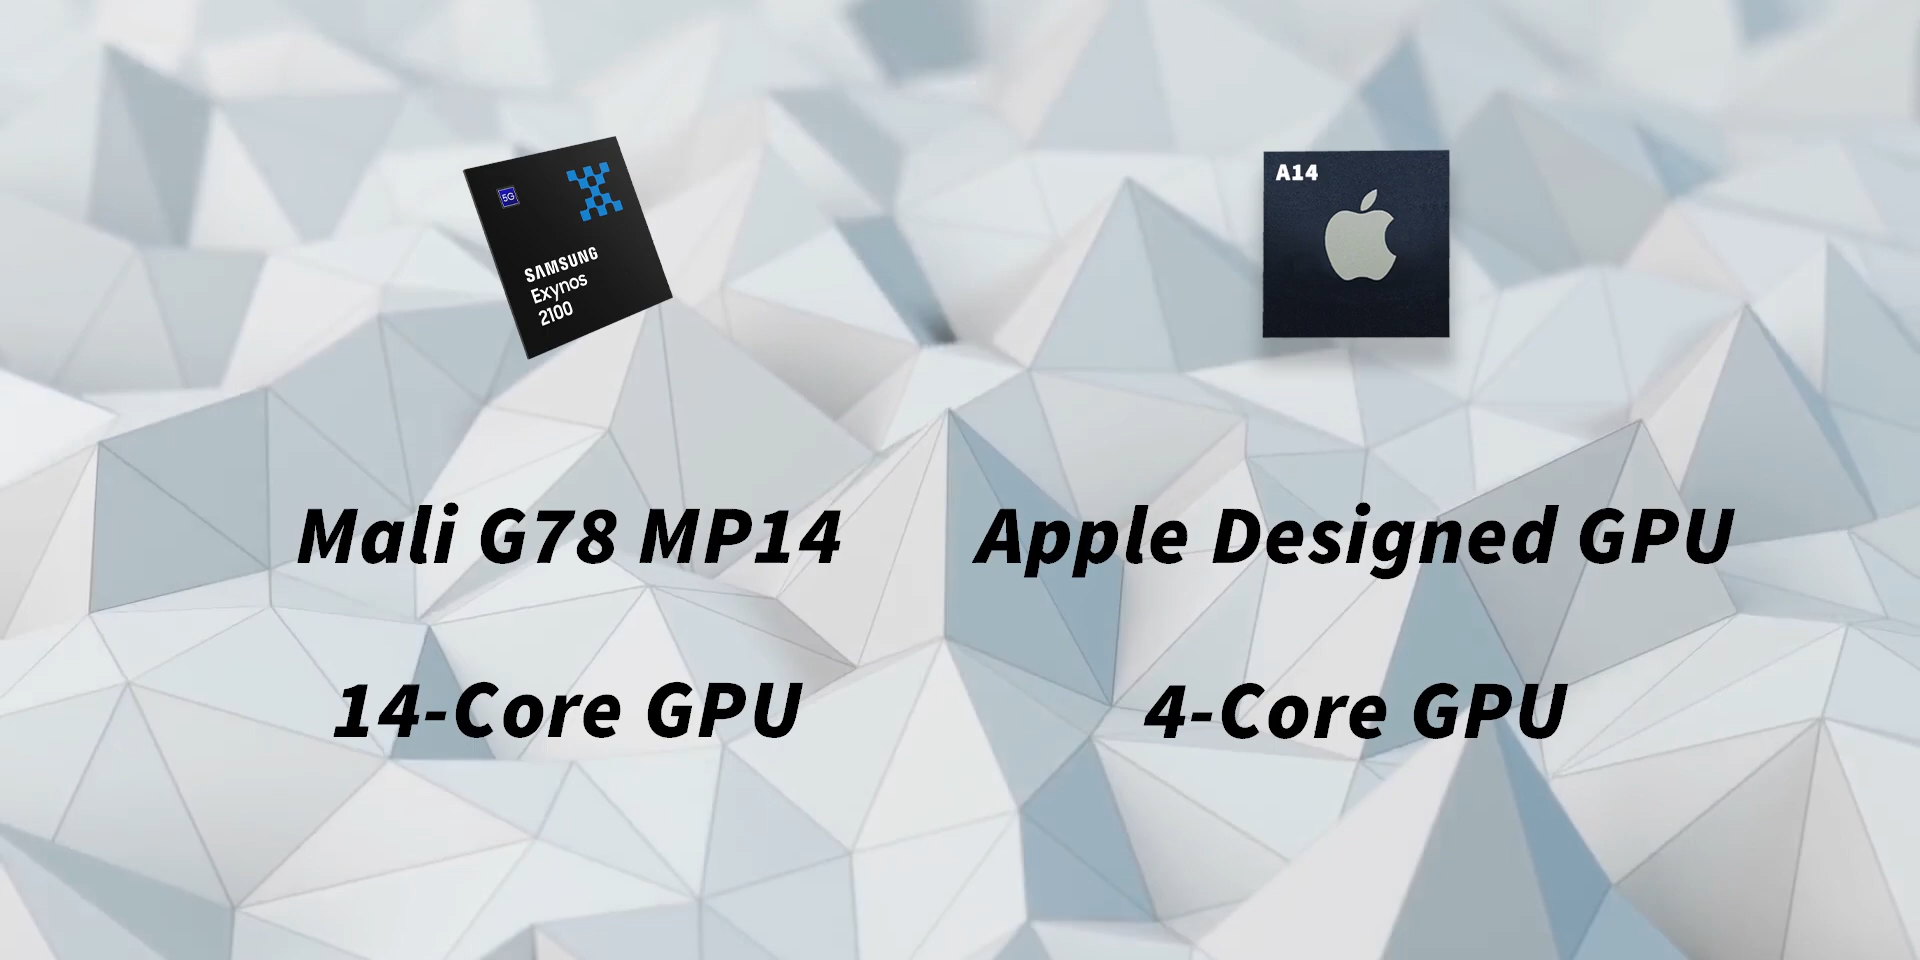 5G
SAMSUNG
Exynos
2100
A14
Mali G78 MP14
Apple Designed GPU
14-Core GPU
4-Core GPU